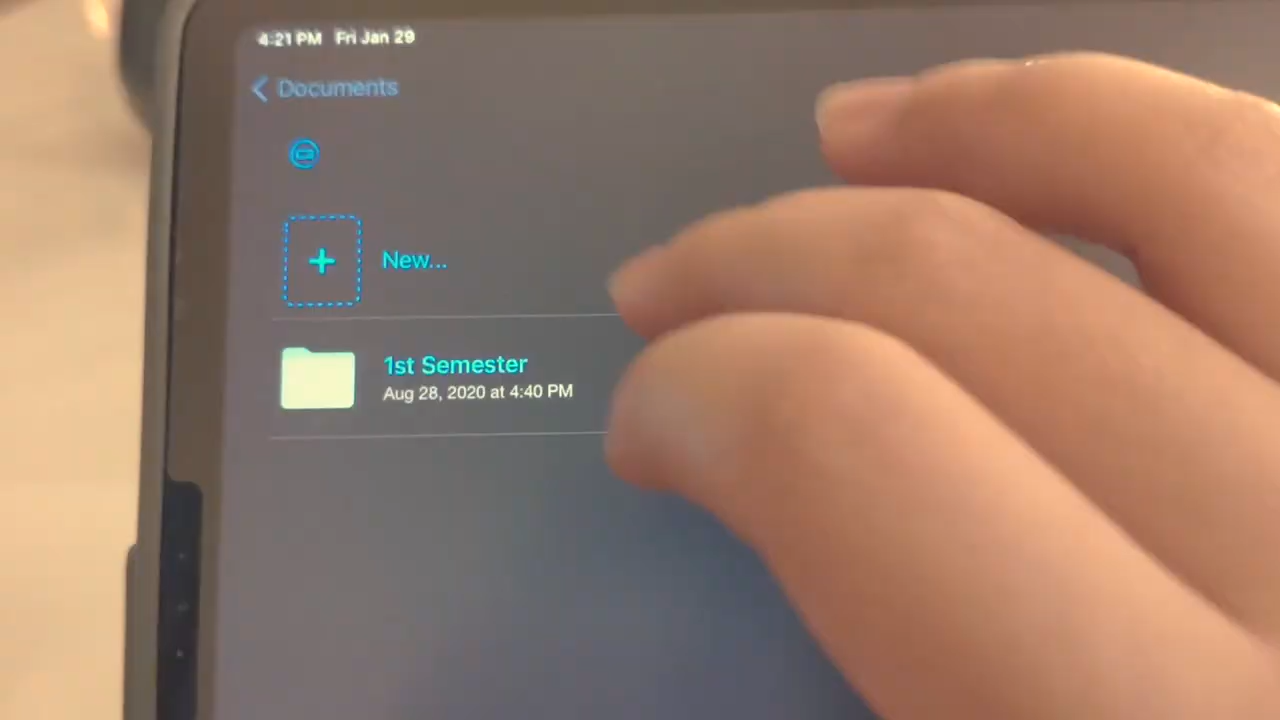 4:21 PM Fri Jan 29
Documents
New...
1st Semester
Aug 28, 2020 at 4:40 PM